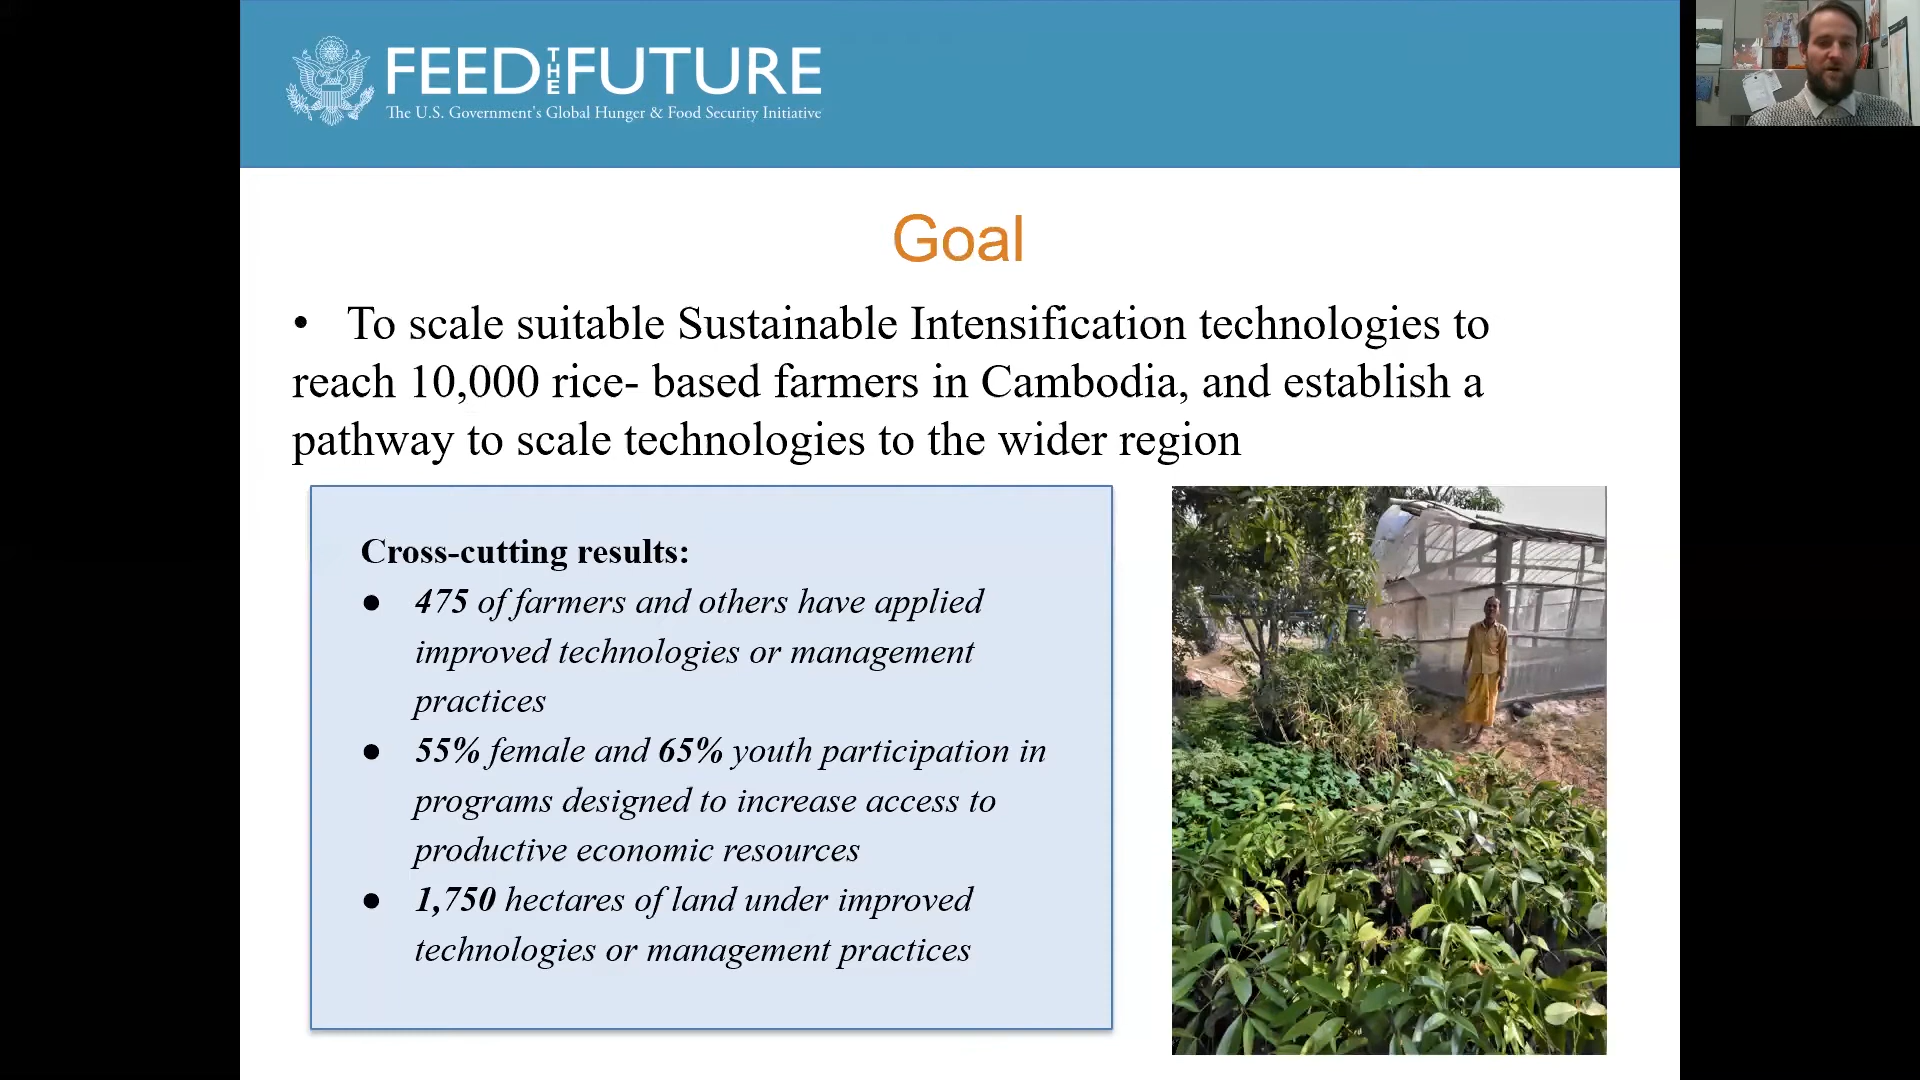 FEED THE FUTURE
The U.S. Government's Global Hunger & Food Security Initiative
Goal
• To scale suitable Sustainable Intensification technologies to
reach 10,000 rice- based farmers in Cambodia, and establish a
pathway to scale technologies to the wider region
Cross-cutting results:
● 475 of farmers and others have applied
improved technologies or management
practices
● 55% female and 65% youth participation in
programs designed to increase access to
productive economic resources
● 1,750 hectares of land under improved
technologies or management practices